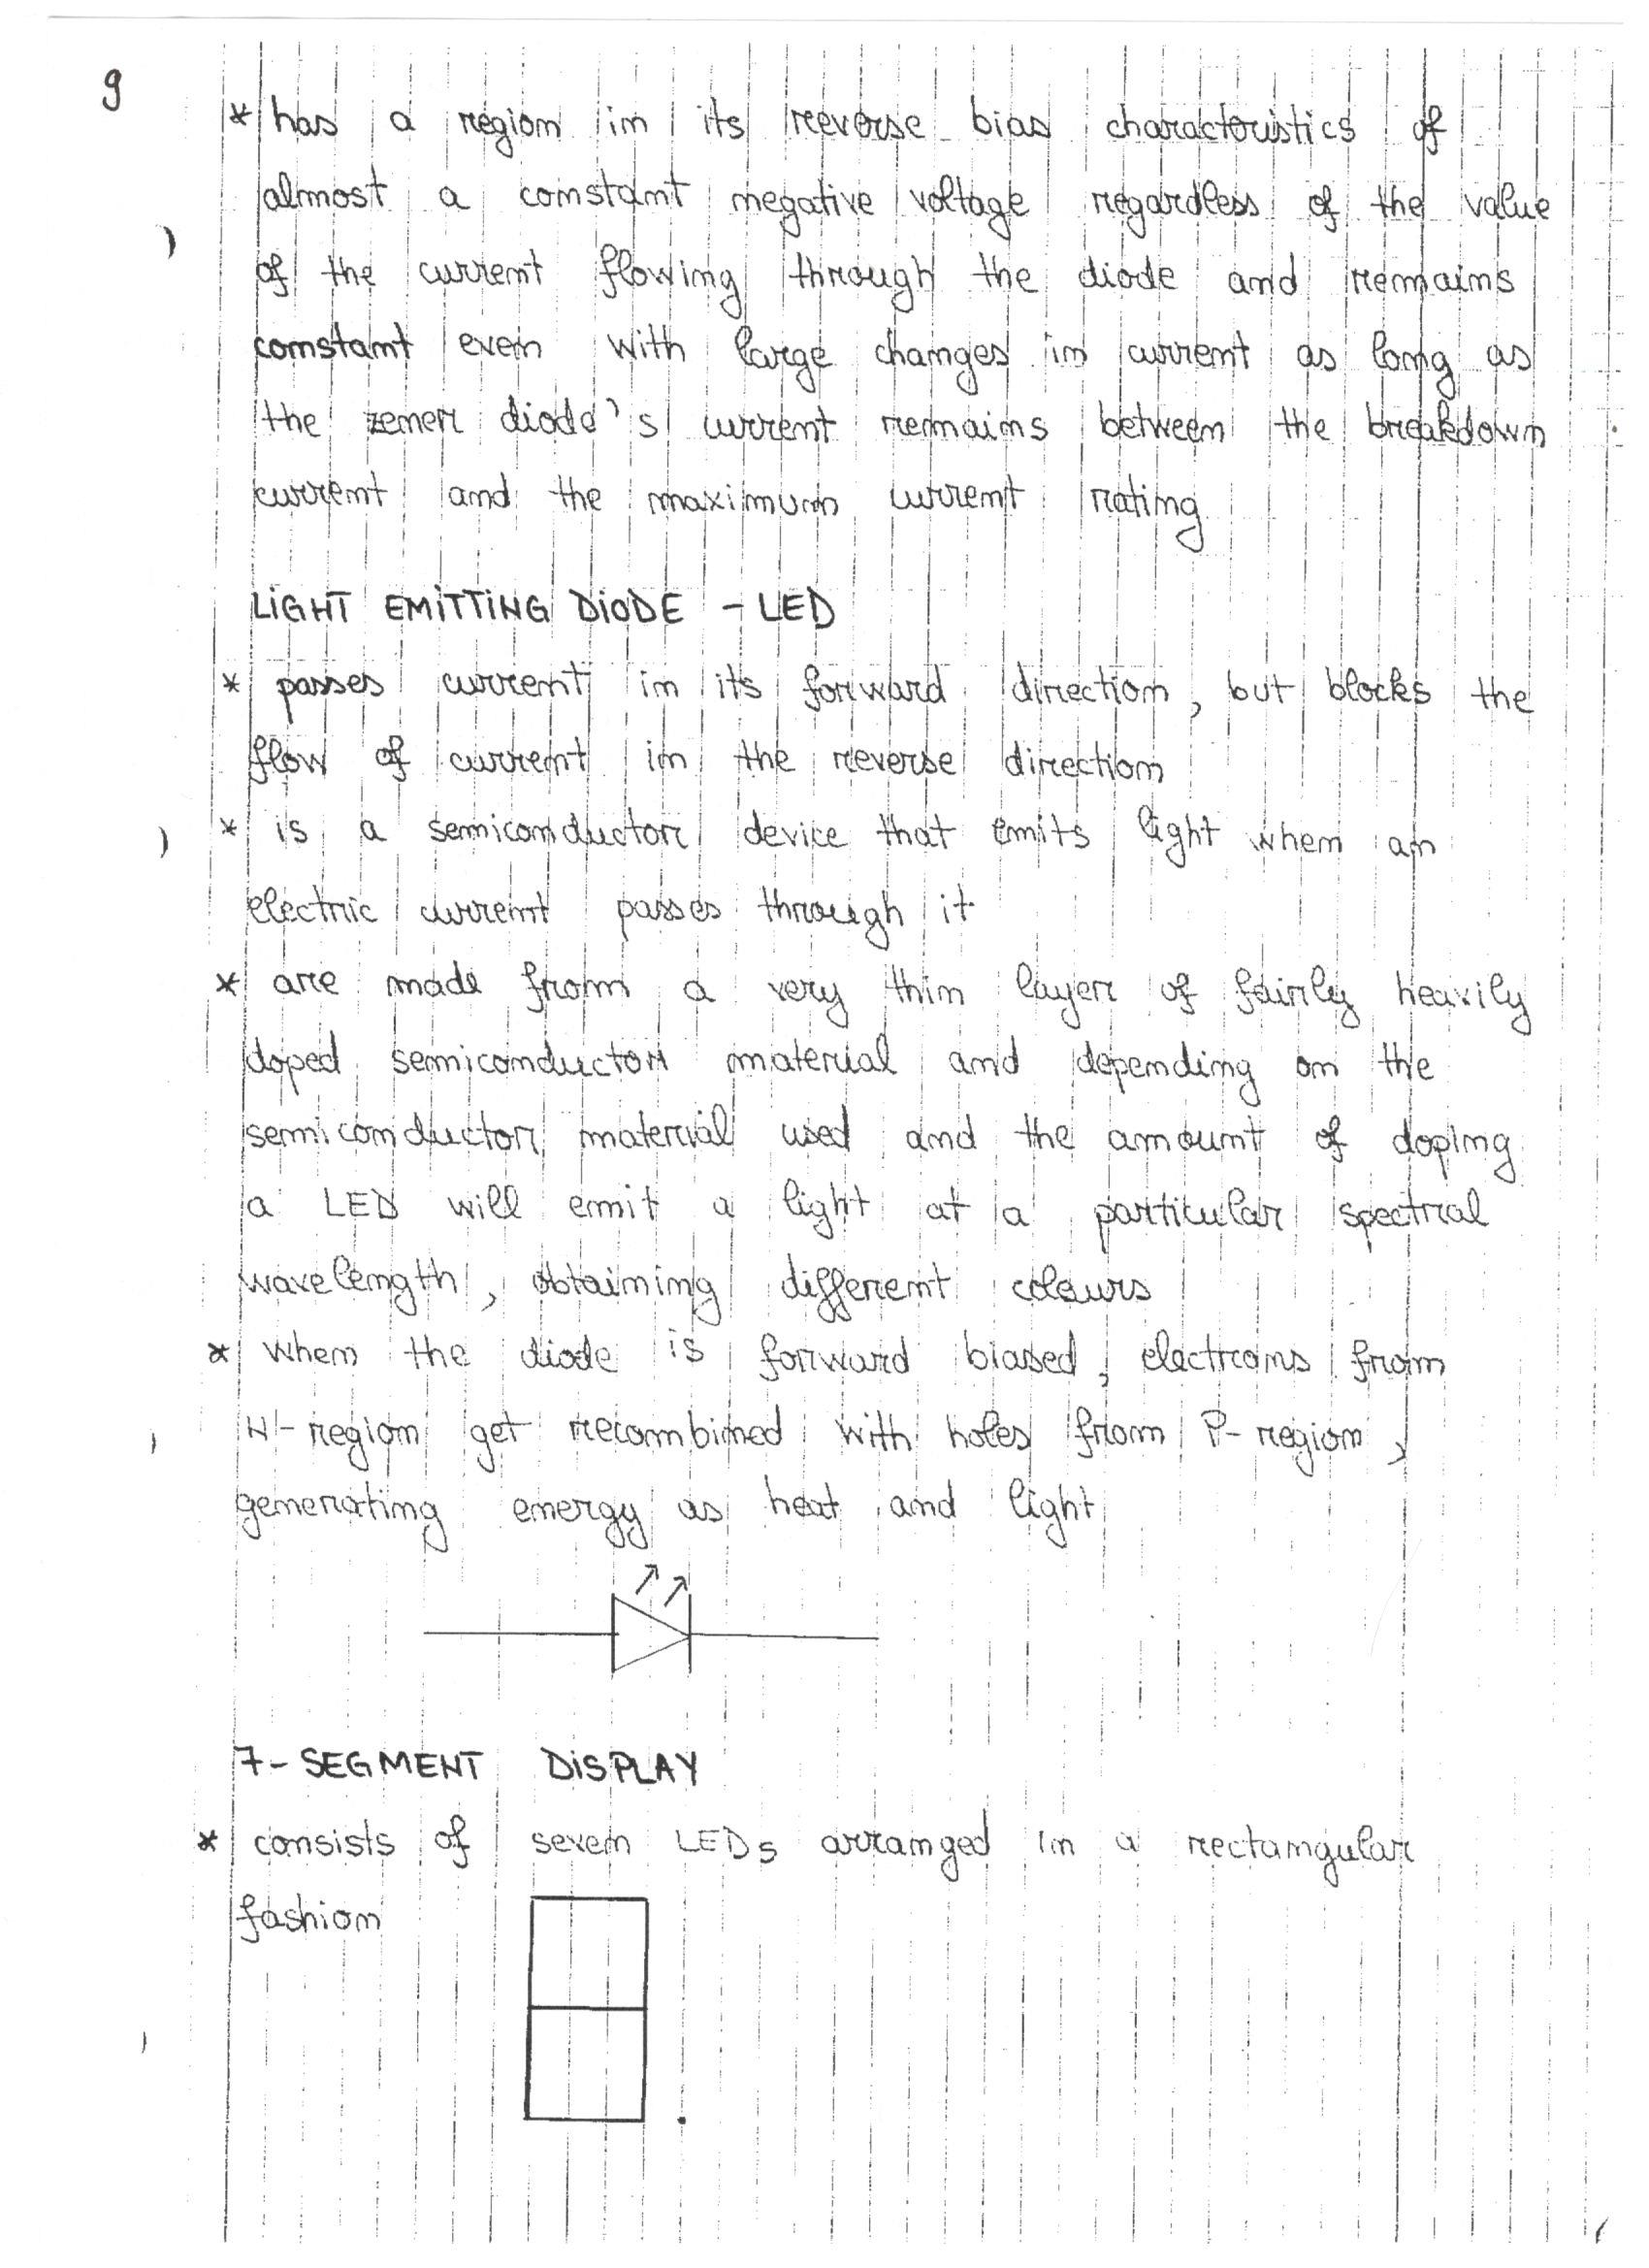 9
* has a region in its reeverse bias characteristics of
almost a constant negative voltage regardless of the value
of the current flowing through the diode and remains
constant even with large changes in current as long as
the zener diode's current remains between the breakdown
current and the maximum current rating
LIGHT EMITTING DIODE - LED
* passes current in its forward direction, but blocks the
flow of current in the reverse direction
* is a semiconductor device that emits light when an
electric current passes through it
* are made from a very thin layer of fairly heavily
doped semiconductor material and depending on the
semiconductor material used and the amount of doping
a LED will emit a light at a particular spectral
wavelength, obtaining different colours
* when the diode is forward biased, electrons from
N-region get recombined with holes from P-region,
generating energy as heat and light
7-SEGMENT DISPLAY
* consists of seven LEDs arranged in a rectangular
fashion